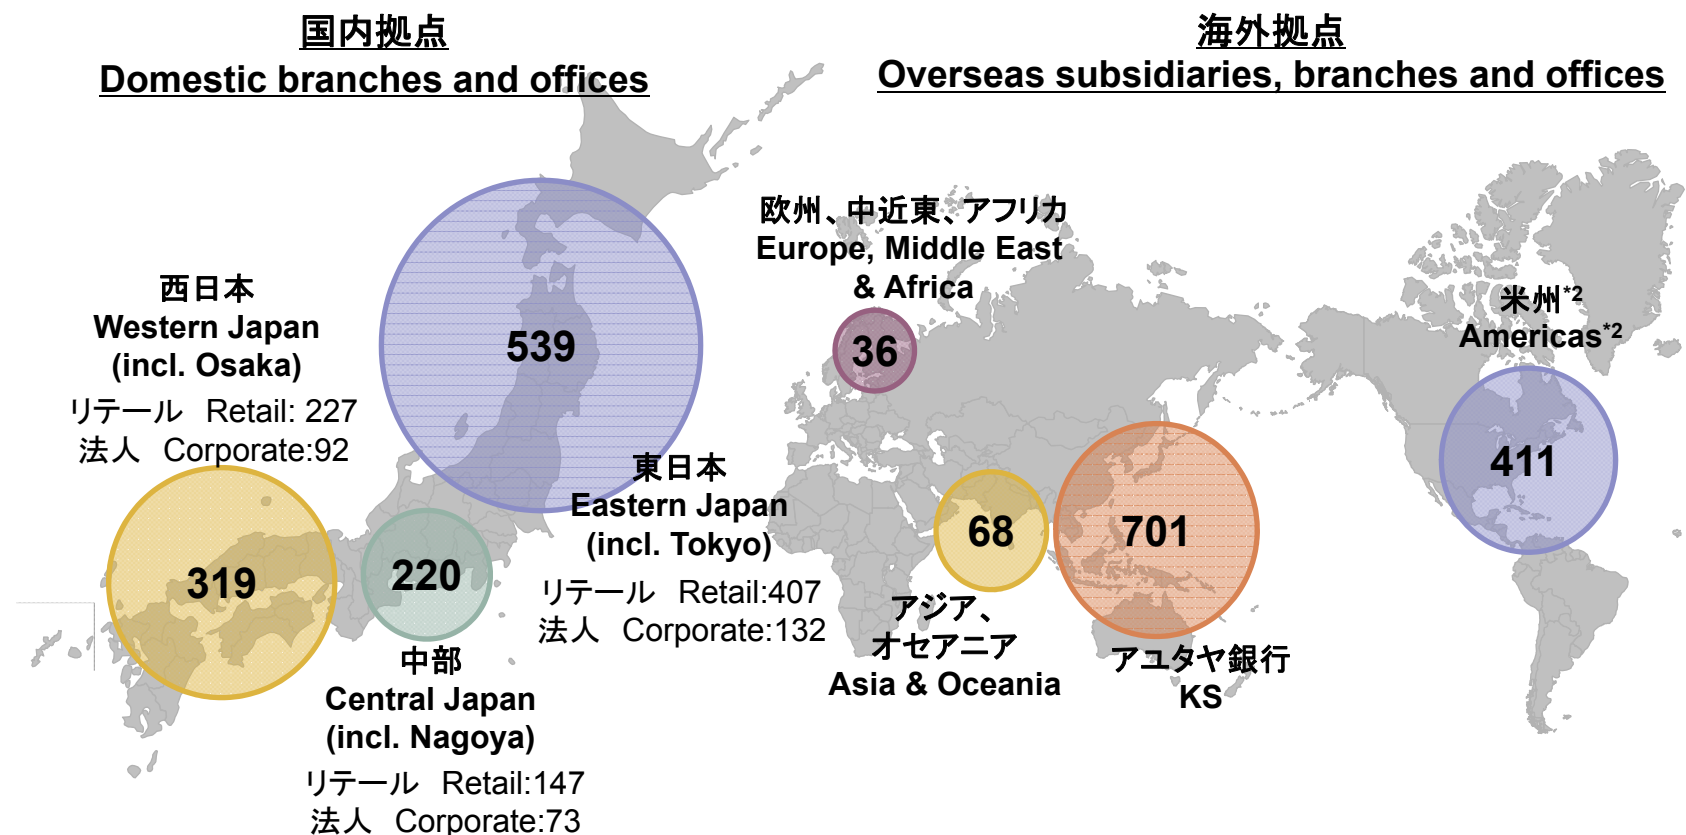 国内拠点
Domestic branches and offices
海外拠点
Overseas subsidiaries, branches and offices
西日本
Western Japan
(incl. Osaka)
リテール Retail: 227
法人 Corporate:92
319
539
東日本
Eastern Japan
(incl. Tokyo)
リテール Retail:407
法人 Corporate:132
220
中部
Central Japan
(incl. Nagoya)
リテール Retail:147
法人 Corporate:73
欧州、中近東、アフリカ
Europe, Middle East
& Africa
36
68
アジア、
オセアニア
Asia & Oceania
701
アユタヤ銀行
KS
米州*2
Americas*2
411